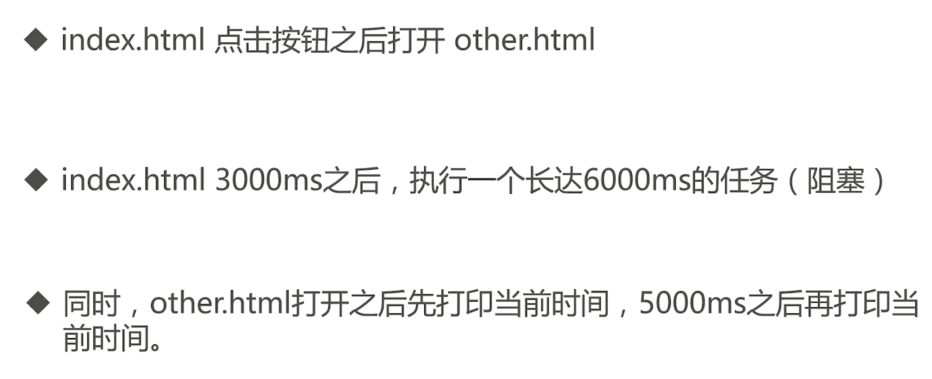 ◆ index.html 点击按钮之后打开 other.html
◆ index.html 3000ms之后，执行一个长达6000ms的任务（阻塞）
◆ 同时，other.html打开之后先打印当前时间，5000ms之后再打印当
前时间。